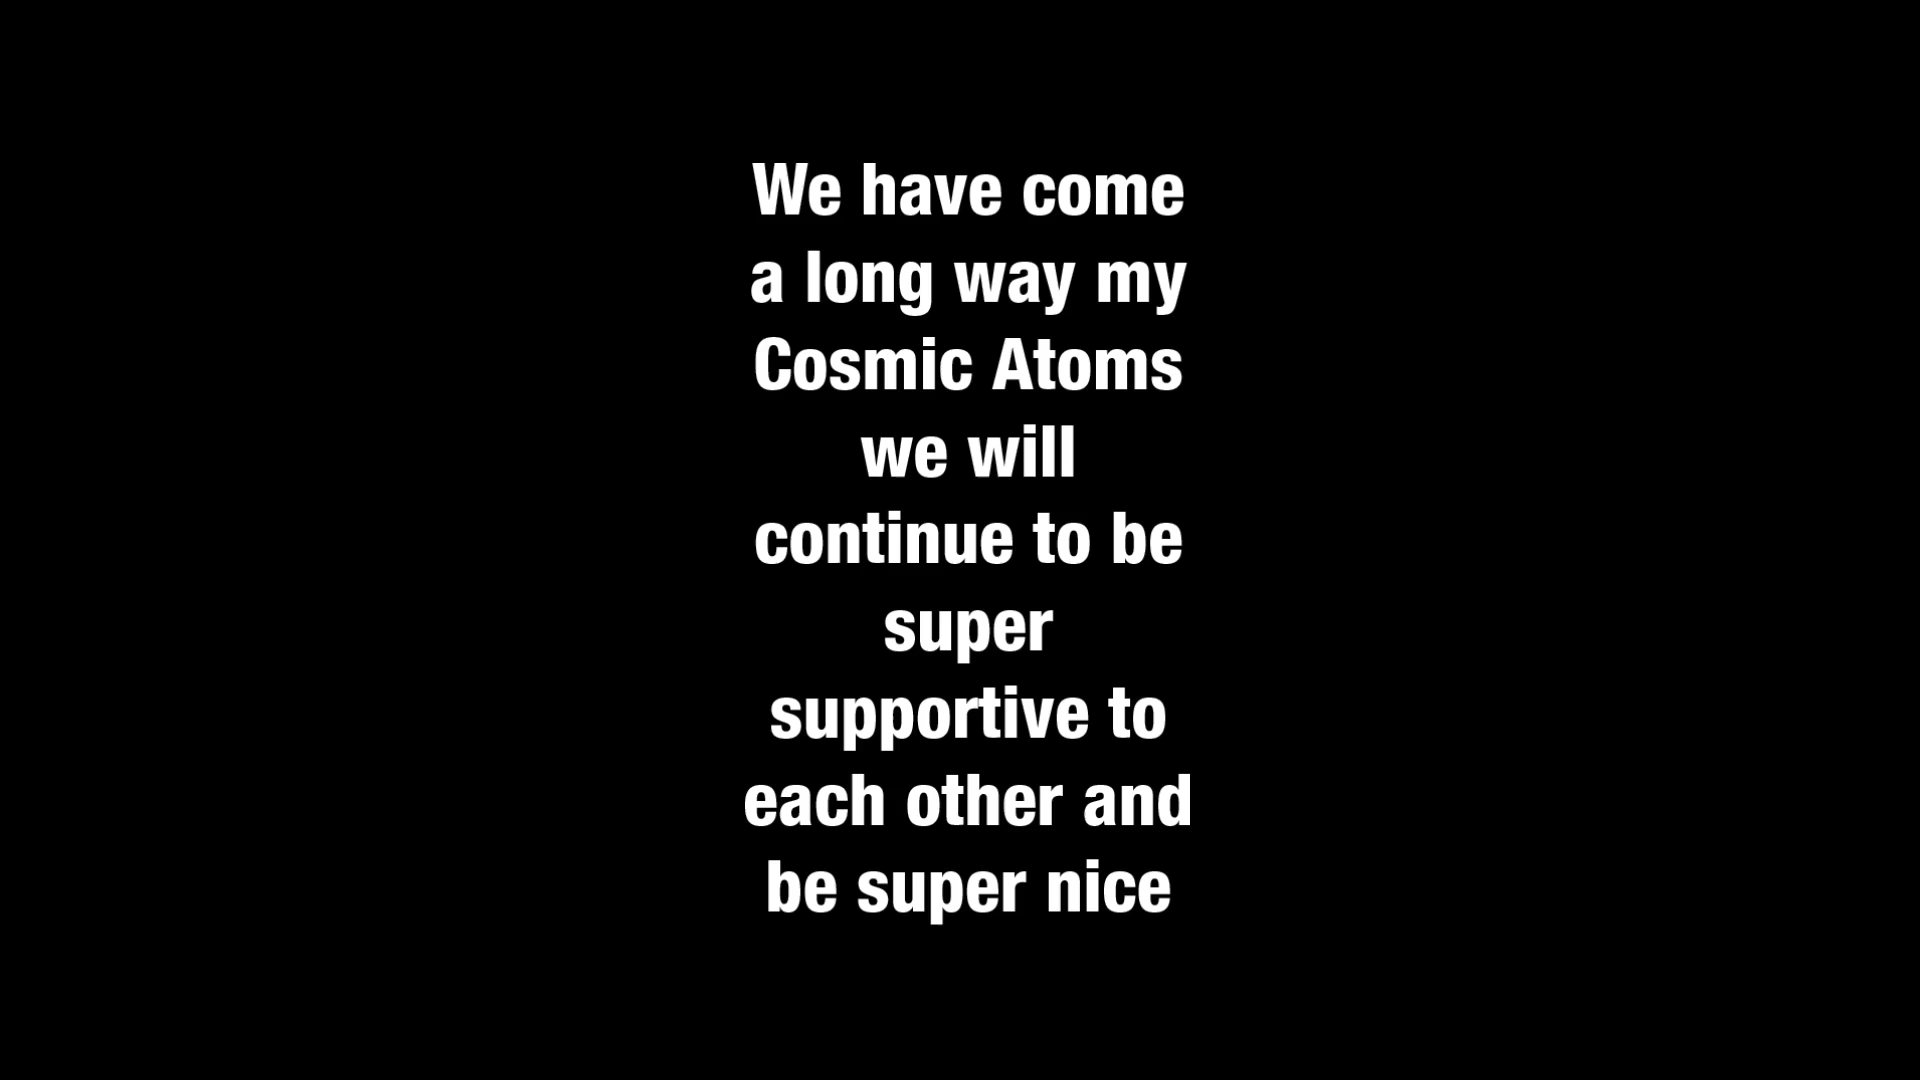 We have come
a long way my
Cosmic Atoms
we will
continue to be
super
supportive to
each other and
be super nice